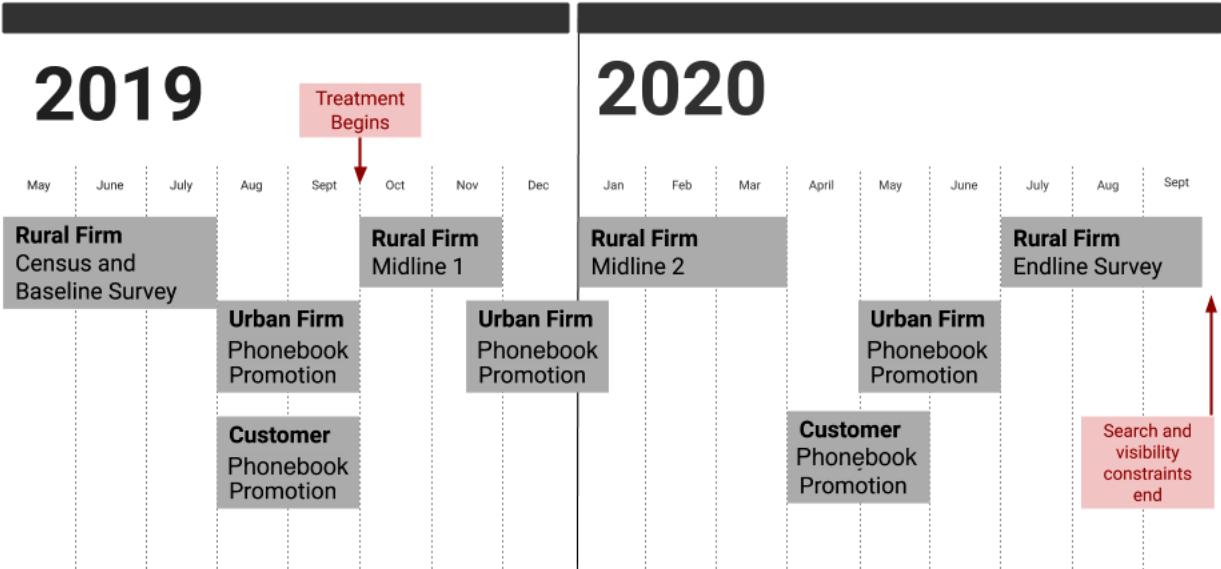 2019
2020
Treatment
Begins
May
June
July
Aug
Sept
Oct
Nov
Dec
Jan
Feb
Mar
April
May
June
July
Aug
Sept
Rural Firm
Census and
Baseline Survey
Rural Firm
Midline 1
Rural Firm
Midline 2
Rural Firm
Endline Survey
Urban Firm
Phonebook
Promotion
Urban Firm
Phonebook
Promotion
Urban Firm
Phonebook
Promotion
Customer
Phonebook
Promotion
Customer
Phonebook
Promotion
Search and
visibility
constraints
end